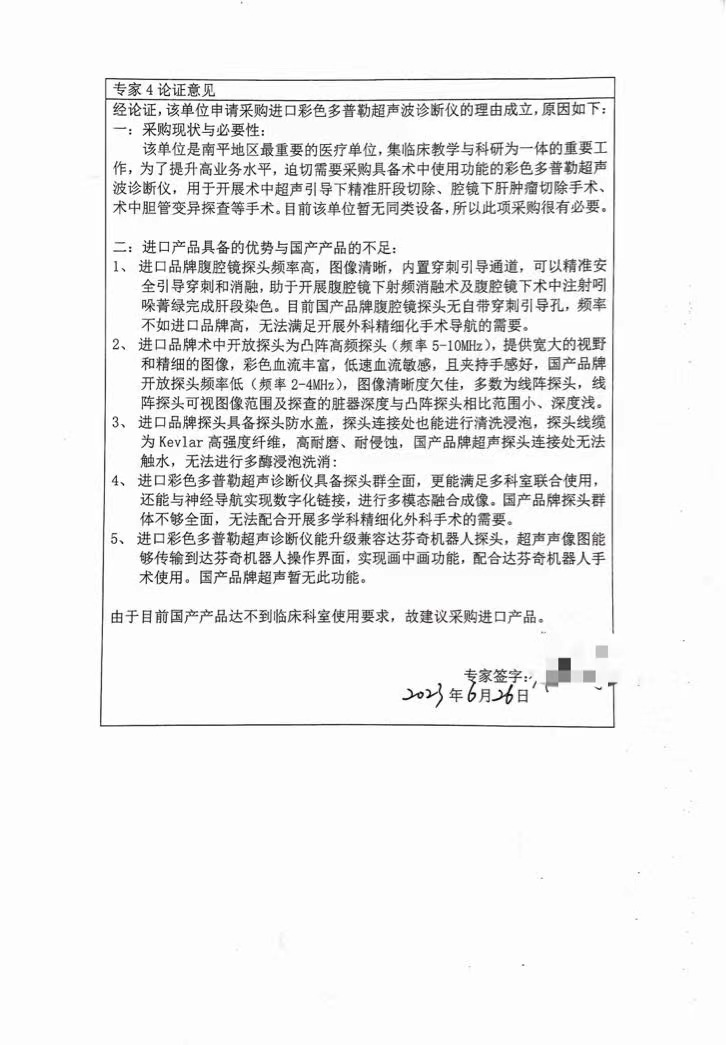 专家 4 论证意见
经论证，该单位申请采购进口彩色多普勒超声波诊断仪的理由成立，原因如下：
一：采购现状与必要性：
该单位是南平地区最重要的医疗单位，集临床教学与科研为一体的重要工
作，为了提升高业务水平，迫切需要采购具备术中使用功能的彩色多普勒超声
波诊断仪，用于开展术中超声引导下精准肝段切除、腔镜下肝肿瘤切除手术、
术中胆管变异探查等手术。目前该单位暂无同类设备，所以此项采购很有必要。
二：进口产品具备的优势与国产产品的不足：
1、 进口品牌腹腔镜探头频率高，图像清晰，内置穿刺引导通道，可以精准安
全引导穿刺和消融，助于开展腹腔镜下射频消融术及腹腔镜下术中注射吲
哚菁绿完成肝段染色。目前国产品牌腹腔镜探头无自带穿刺引导孔，频率
不如进口品牌高，无法满足开展外科精细化手术导航的需要。
2、 进口品牌术中开放探头为凸阵高频探头（频率 5-10MHz），提供宽大的视野
和精细的图像，彩色血流丰富，低速血流敏感，且夹持手感好，国产品牌
开放探头频率低（频率 2-4MHz），图像清晰度欠佳，多数为线阵探头，线
阵探头可视图像范围及探查的脏器深度与凸阵探头相比范围小、深度浅。
3、 进口品牌探头具备探头防水盖，探头连接处也能进行清洗浸泡，探头线缆
为 Kevlar 高强度纤维，高耐磨、耐侵蚀，国产品牌超声探头连接处无法
触水，无法进行多酶浸泡洗消：
4、 进口彩色多普勒超声诊断仪具备探头群全面，更能满足多科室联合使用，
还能与神经导航实现数字化链接，进行多模态融合成像。国产品牌探头群
体不够全面，无法配合开展多学科精细化外科手术的需要。
5、 进口彩色多普勒超声诊断仪能升级兼容达芬奇机器人探头，超声声像图能
够传输到达芬奇机器人操作界面，实现画中画功能，配合达芬奇机器人手
术使用。国产品牌超声暂无此功能。
由于目前国产产品达不到临床科室使用要求，故建议采购进口产品。
专家签字：
2023 年 6 月 26 日